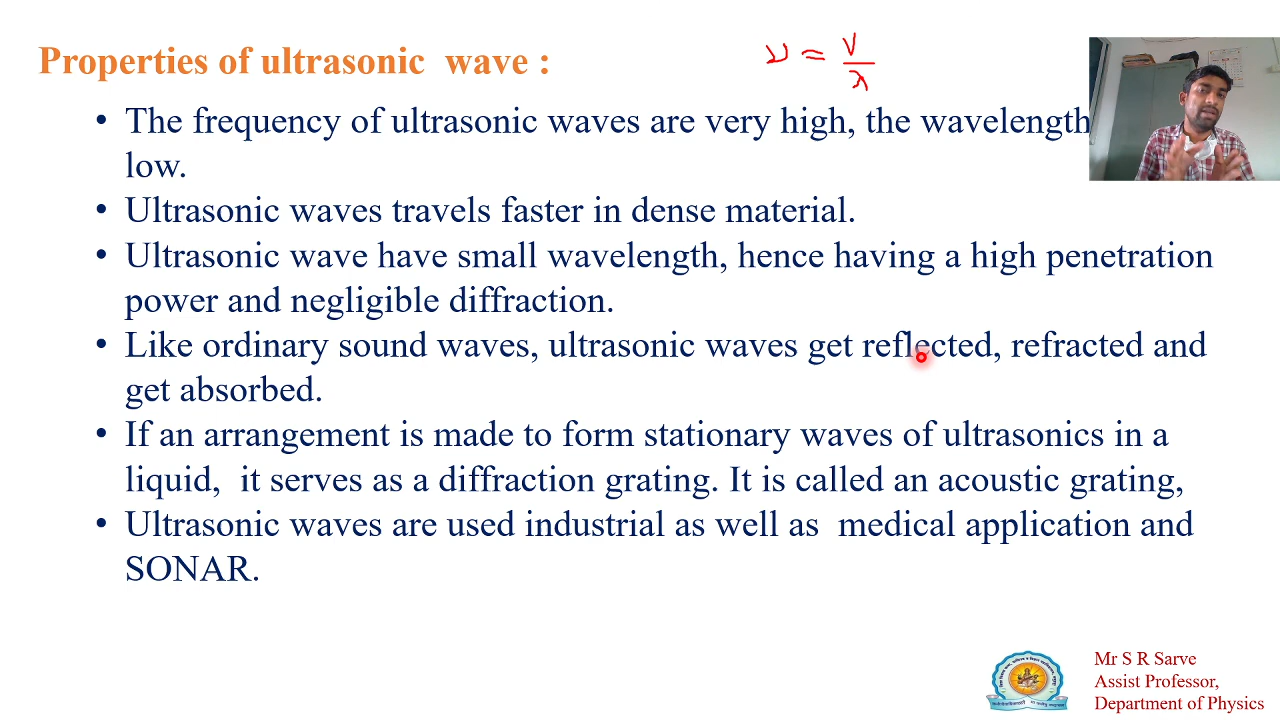 Properties of ultrasonic wave :
ν = v/λ
• The frequency of ultrasonic waves are very high, the wavelength
low.
• Ultrasonic waves travels faster in dense material.
• Ultrasonic wave have small wavelength, hence having a high penetration
power and negligible diffraction.
• Like ordinary sound waves, ultrasonic waves get reflected, refracted and
get absorbed.
• If an arrangement is made to form stationary waves of ultrasonics in a
liquid, it serves as a diffraction grating. It is called an acoustic grating,
• Ultrasonic waves are used industrial as well as medical application and
SONAR.
Mr S R Sarve
Assist Professor,
Department of Physics